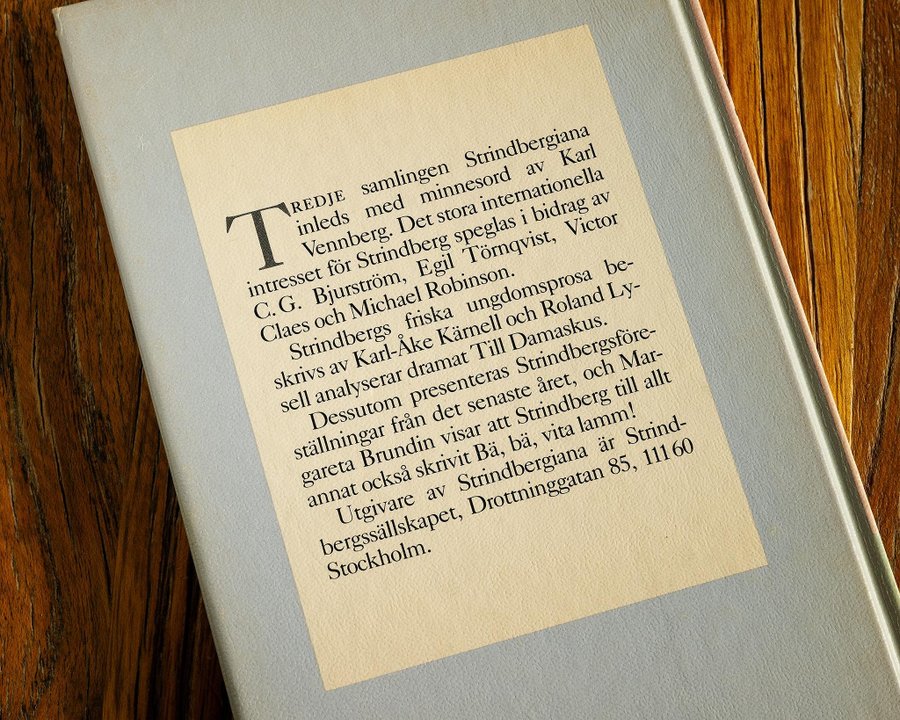 TREDJE samlingen Strindbergiana
inleds med minnesord av Karl
Vennberg. Det stora internationella
intresset för Strindberg speglas i bidrag av
C.G. Bjurström, Egil Törnqvist, Victor
Claes och Michael Robinson.
Strindbergs friska ungdomsprosa be-
skrivs av Karl-Åke Kärnell och Roland Ly-
sell analyserar dramat Till Damaskus.
Dessutom presenteras Strindbergsföre-
ställningar från det senaste året, och Mar-
gareta Brundin visar att Strindberg till allt
annat också skrivit Bä, bä, vita lamm!
Utgivare av Strindbergiana är Strind-
bergssällskapet, Drottninggatan 85, 111 60
Stockholm.